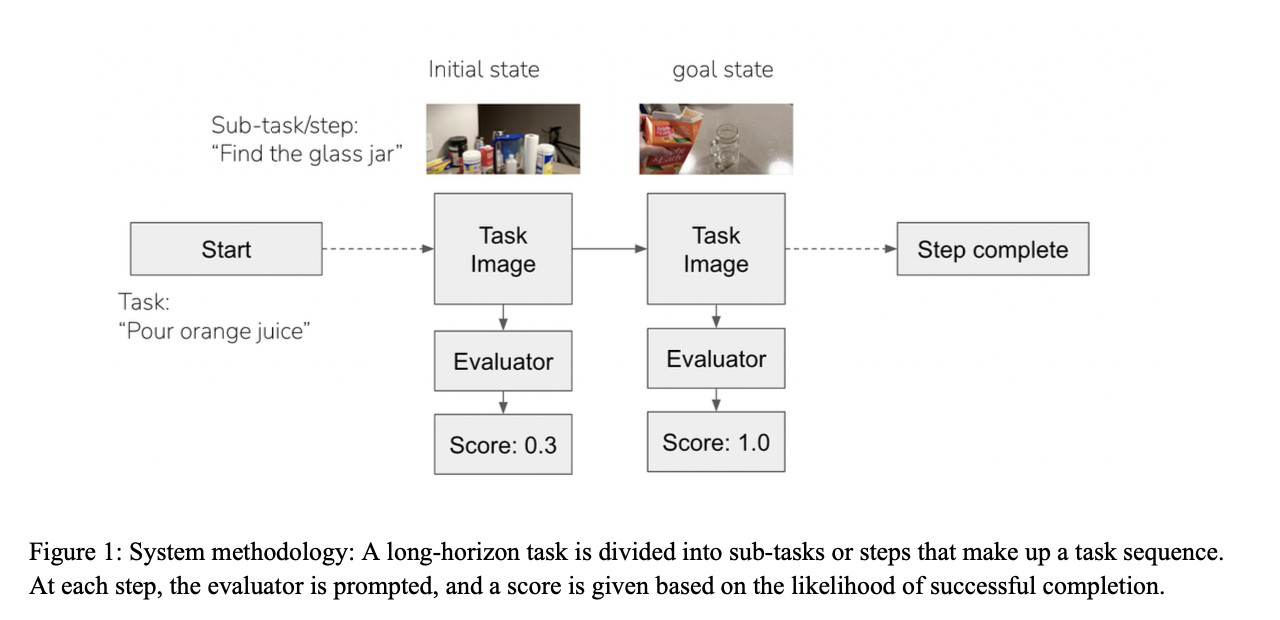 Initial state
goal state
Sub-task/step:
“Find the glass jar”
Start
Task
Image
Task
Image
Step complete
Task:
“Pour orange juice”
Evaluator
Evaluator
Score: 0.3
Score: 1.0
Figure 1: System methodology: A long-horizon task is divided into sub-tasks or steps that make up a task sequence.
At each step, the evaluator is prompted, and a score is given based on the likelihood of successful completion.